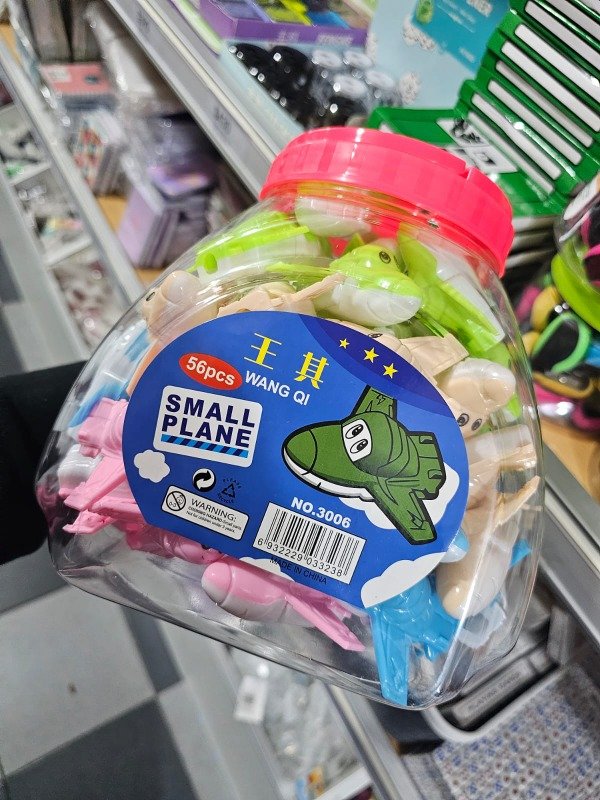 56pcs
王其
WANG QI
SMALL
PLANE
WARNING:
NO.3006
6 932229 033238
MADE IN CHINA